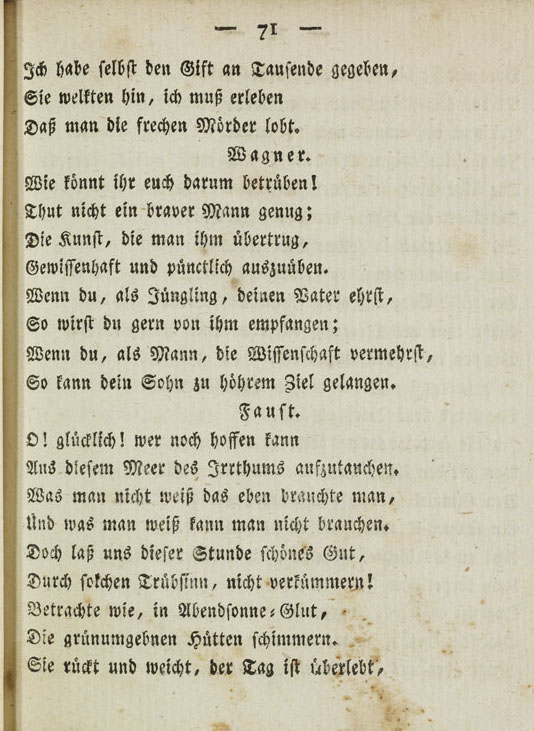 — 71 —
Ich habe selbst den Gift an Tausende gegeben,
Sie welkten hin, ich muß erleben
Daß man die frechen Mörder lobt.
Wagner.
Wie könnt ihr euch darum betrüben!
Thut nicht ein braver Mann genug;
Die Kunst, die man ihm übertrug,
Gewissenhaft und pünctlich auszuüben.
Wenn du, als Jüngling, deinen Vater ehrst,
So wirst du gern von ihm empfangen;
Wenn du, als Mann, die Wissenschaft vermehrst,
So kann dein Sohn zu höhrem Ziel gelangen.
Faust.
O! glücklich! wer noch hoffen kann
Aus diesem Meer des Irrthums aufzutauchen.
Was man nicht weiß das eben brauchte man,
Und was man weiß kann man nicht brauchen.
Doch laß uns dieser Stunde schönes Gut,
Durch solchen Trübsinn, nicht verkümmern!
Betrachte wie, in Abendsonne-Glut,
Die grünumgebnen Hütten schimmern.
Sie rückt und weicht, der Tag ist überlebt,